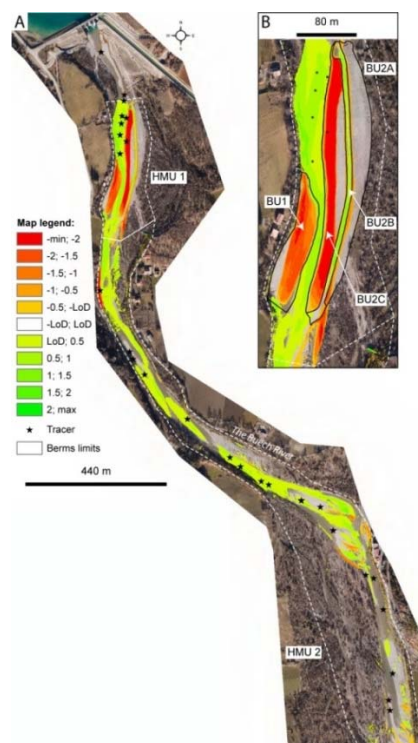 A
B
80 m
BU2A
BU1
BU2B
BU2C
HMU 1
Map legend:
-min; -2
-2; -1.5
-1.5; -1
-1; -0.5
-0.5; -LoD
-LoD; LoD
LoD; 0.5
0.5; 1
1; 1.5
1.5; 2
2; max
Tracer
Berms limits
440 m
The Buëch River
HMU 2